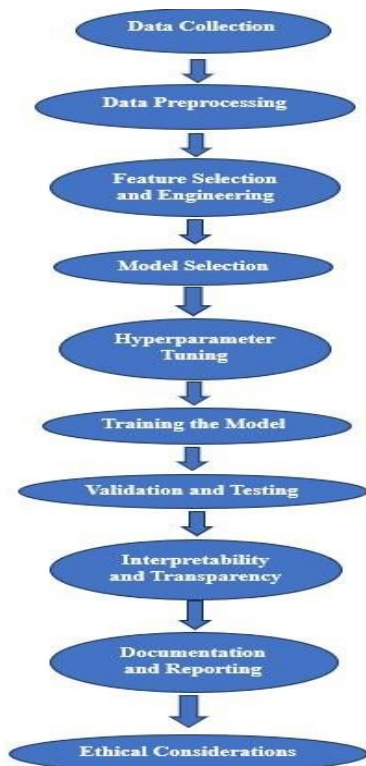 Data Collection
Data Preprocessing
Feature Selection
and Engineering
Model Selection
Hyperparameter
Tuning
Training the Model
Validation and Testing
Interpretability
and Transparency
Documentation
and Reporting
Ethical Considerations